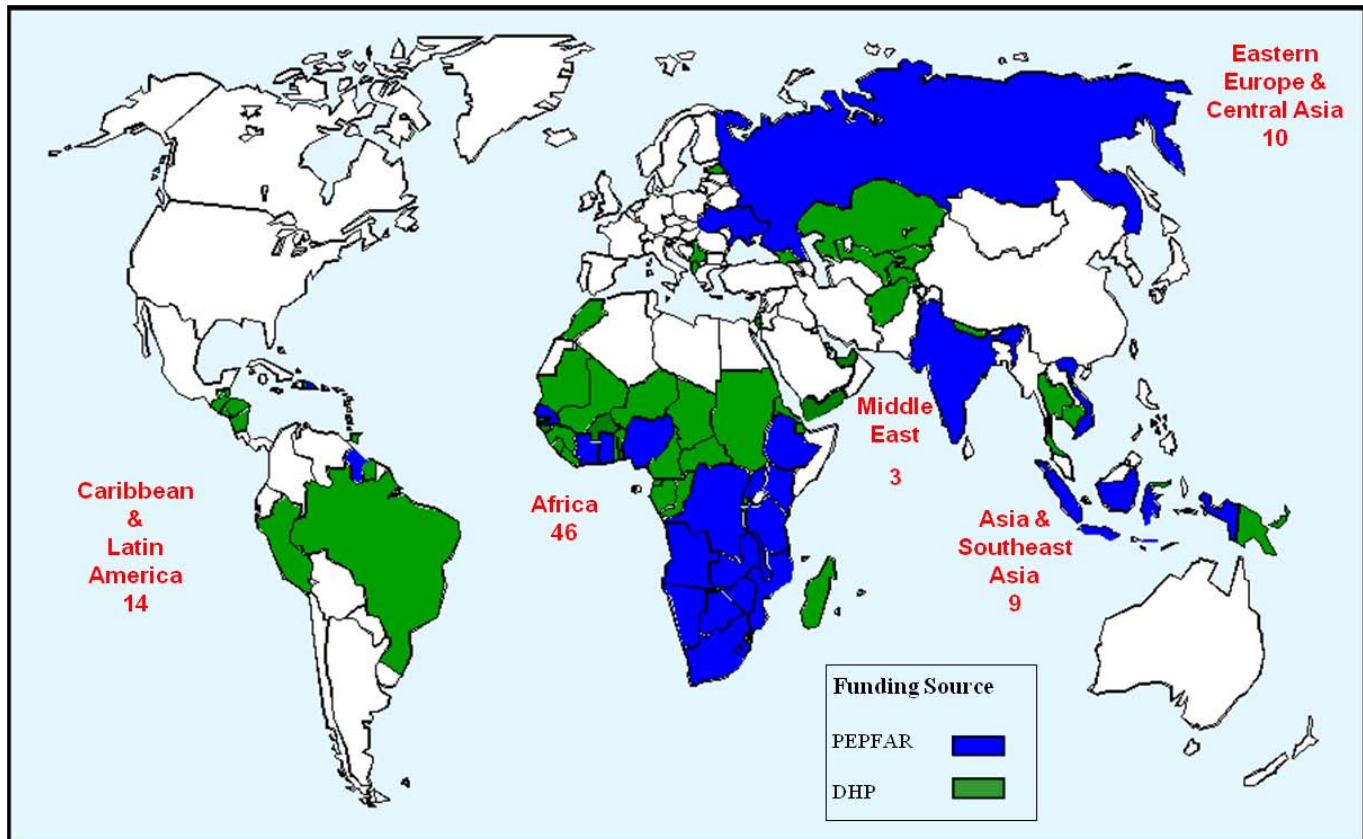 Eastern
Europe &
Central Asia
10
Middle
East
3
Caribbean
&
Latin
America
14
Africa
46
Asia &
Southeast
Asia
9
Funding Source
PEPFAR
DHP